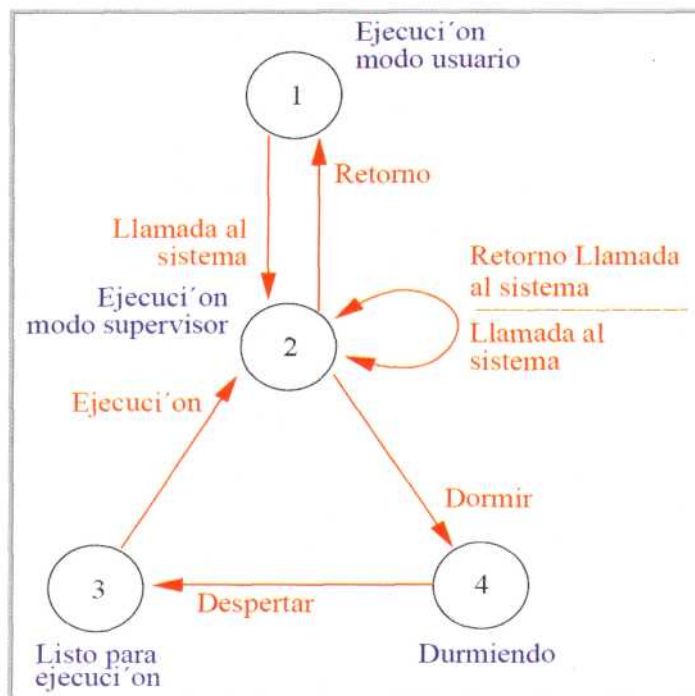 Ejecuci´on
modo usuario
1
Retorno
Llamada al
sistema
Retorno Llamada
al sistema
Llamada al
sistema
Ejecuci´on
modo supervisor
2
Ejecuci´on
Dormir
3
4
Despertar
Listo para
ejecuci´on
Durmiendo